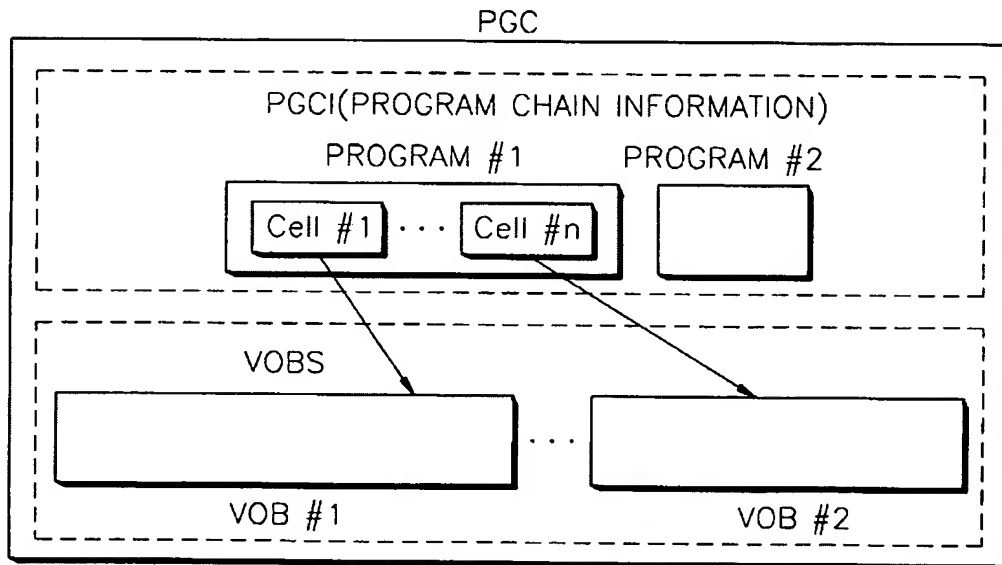 PGC
PGCI(PROGRAM CHAIN INFORMATION)
PROGRAM #1 PROGRAM #2
Cell #1 ··· Cell #n
VOBS
···
VOB #1 VOB #2